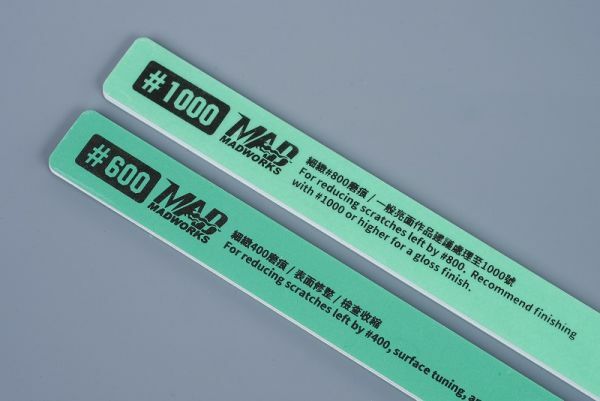 #1000
MAD
MADWORKS
細緻#800磨痕 / 一般亮面作品建議處理至1000號
For reducing scratches left by #800. Recommend finishing
with #1000 or higher for a gloss finish.
#600
MAD
MADWORKS
細緻400磨痕 / 表面修整 / 檢查收縮
For reducing scratches left by #400, surface tuning,